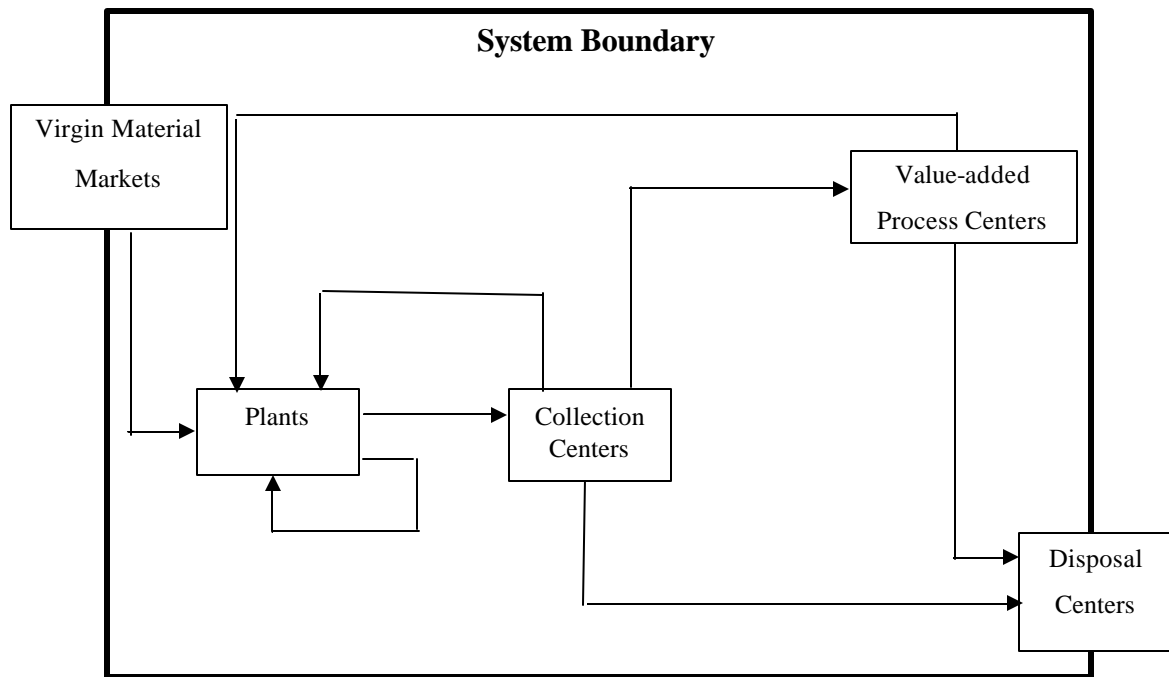 System Boundary
Virgin Material
Markets
Value-added
Process Centers
Plants
Collection
Centers
Disposal
Centers